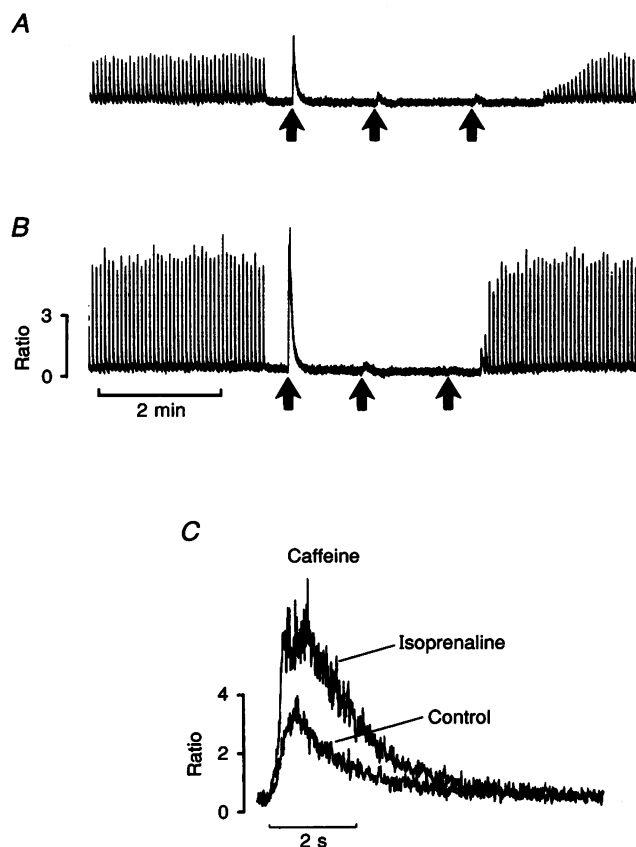 A
B
3
Ratio
0
2 min
C
Caffeine
Isoprenaline
4
Control
Ratio
2
0
2 s